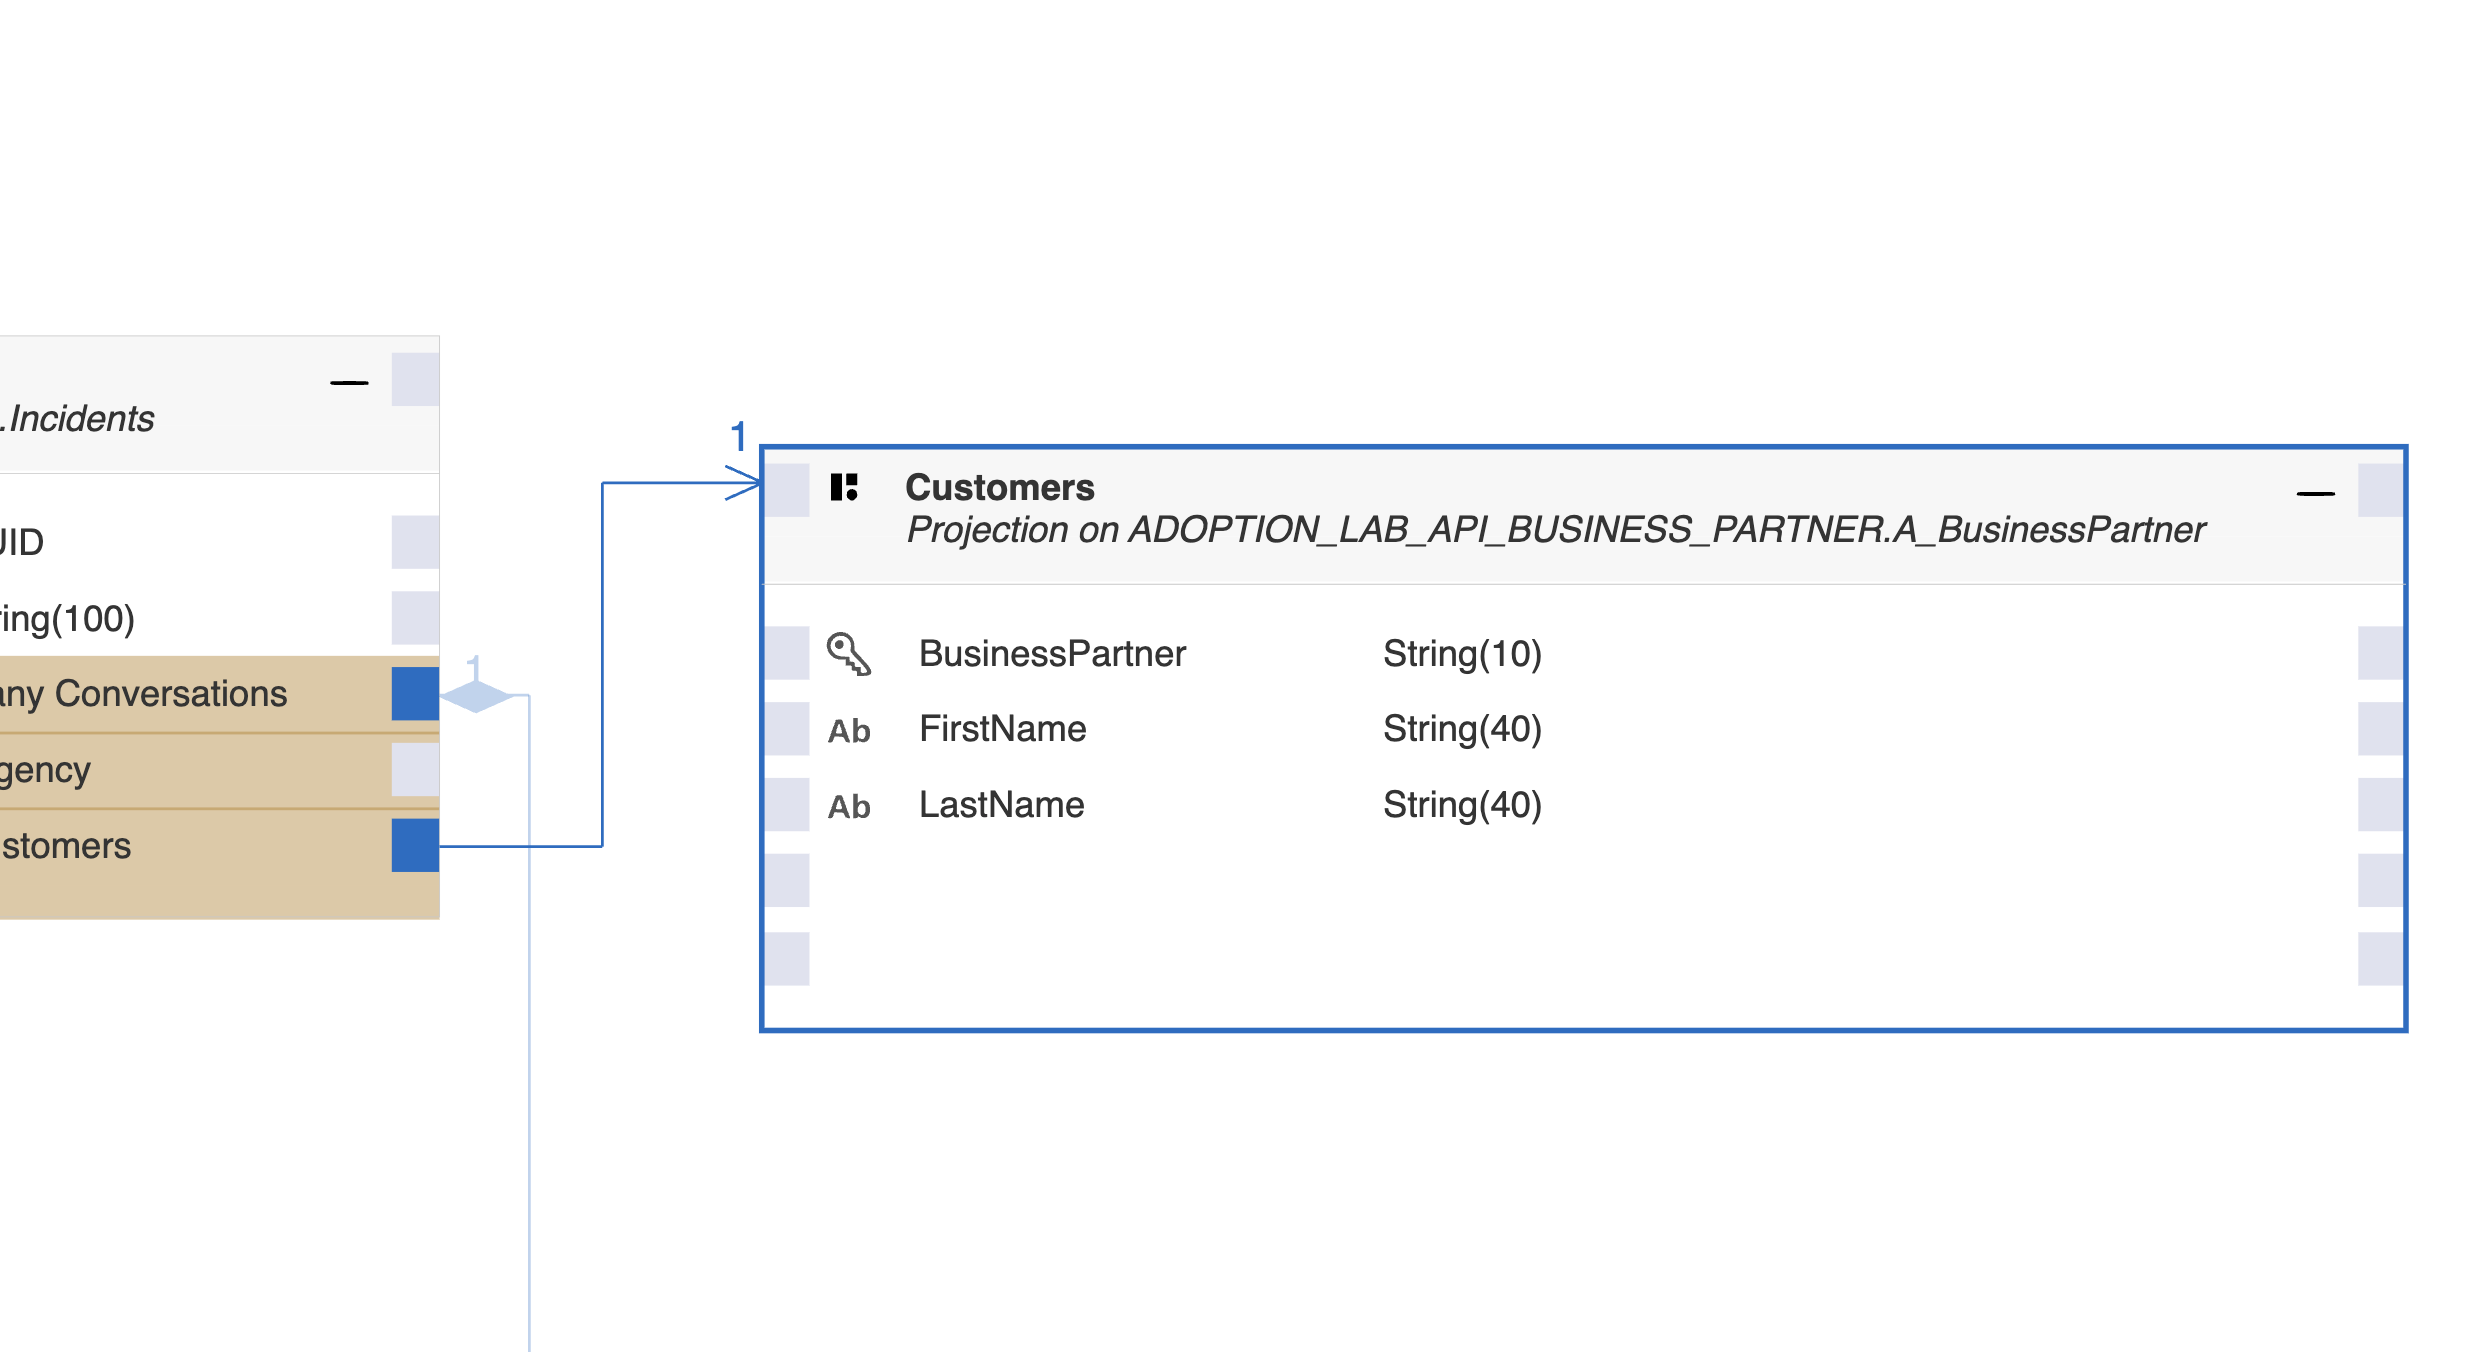 .Incidents
UID
ring(100)
any Conversations
gency
stomers
1
1
Customers
Projection on ADOPTION_LAB_API_BUSINESS_PARTNER.A_BusinessPartner
BusinessPartner String(10)
Ab FirstName String(40)
Ab LastName String(40)